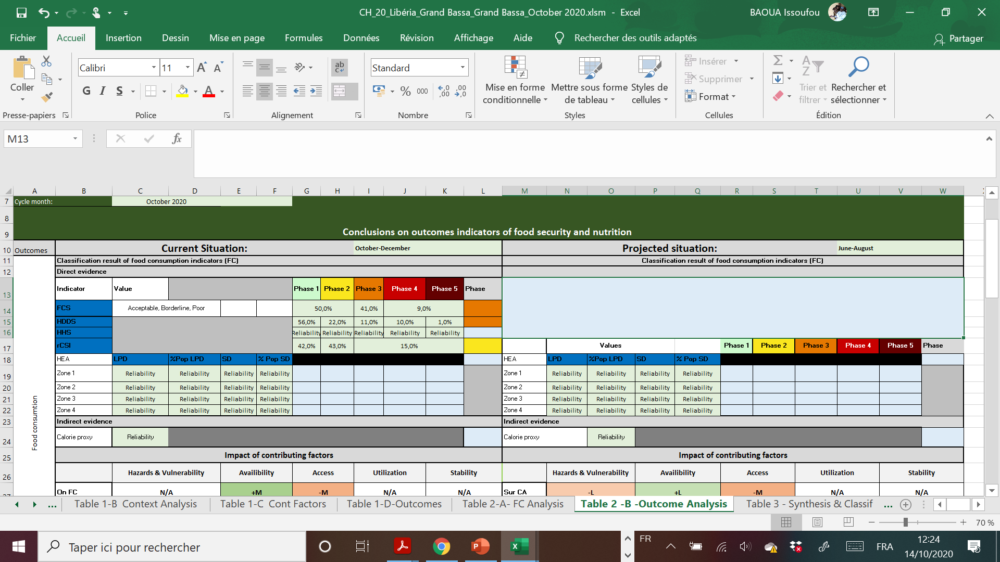 CH_20_Libéria_Grand Bassa_Grand Bassa_October 2020.xlsm - Excel
BAOUA Issoufou
Fichier Accueil Insertion Dessin Mise en page Formules Données Révision Affichage Aide Rechercher des outils adaptés Partager
Coller
Calibri 11
G I S
Standard
% 000
Mise en forme conditionnelle
Mettre sous forme de tableau
Styles de cellules
Insérer
Supprimer
Format
Trier et filtrer
Rechercher et sélectionner
Presse-papiers Police Alignement Nombre Styles Cellules Édition
M13 fx
A B C D E F G H I J K L M N O P Q R S T U V W
7 Cycle month: October 2020
8
9 Conclusions on outcomes indicators of food security and nutrition
10 Outcomes Current Situation: October-December Projected situation: June-August
11 Classification result of food consumption indicators (FC) Classification result of food consumption indicators (FC)
12 Direct evidence
13 Indicator Value Phase 1 Phase 2 Phase 3 Phase 4 Phase 5 Phase
14 FCS Acceptable, Borderline, Poor 50,0% 41,0% 9,0%
15 HDDS 56,0% 22,0% 11,0% 10,0% 1,0%
16 HHS Reliability Reliability Reliability Reliability Reliability
17 rCSI 42,0% 43,0% 15,0% Values Phase 1 Phase 2 Phase 3 Phase 4 Phase 5 Phase
18 HEA LPD %Pop LPD SD % Pop SD HEA LPD %Pop LPD SD % Pop SD
19 Zone 1 Reliability Reliability Reliability Reliability Zone 1 Reliability Reliability Reliability Reliability
20 Zone 2 Reliability Reliability Reliability Reliability Zone 2 Reliability Reliability Reliability Reliability
21 Zone 3 Reliability Reliability Reliability Reliability Zone 3 Reliability Reliability Reliability Reliability
22 Zone 4 Reliability Reliability Reliability Reliability Zone 4 Reliability Reliability Reliability Reliability
23 Indirect evidence Indirect evidence
24 Calorie proxy Reliability Calorie proxy Reliability
Food consumtion
25 Impact of contributing factors Impact of contributing factors
26 Hazards & Vulnerability Availibility Access Utilization Stability Hazards & Vulnerability Availibility Access Utilization Stability
27 On FC N/A +M -M N/A N/A Sur CA -L +L -M N/A N/A
... Table 1-B Context Analysis Table 1-C Cont Factors Table 1-D-Outcomes Table 2-A- FC Analysis Table 2 -B -Outcome Analysis Table 3 - Synthesis & Classif ...
70 %
Taper ici pour rechercher
FR
FRA
12:24
14/10/2020